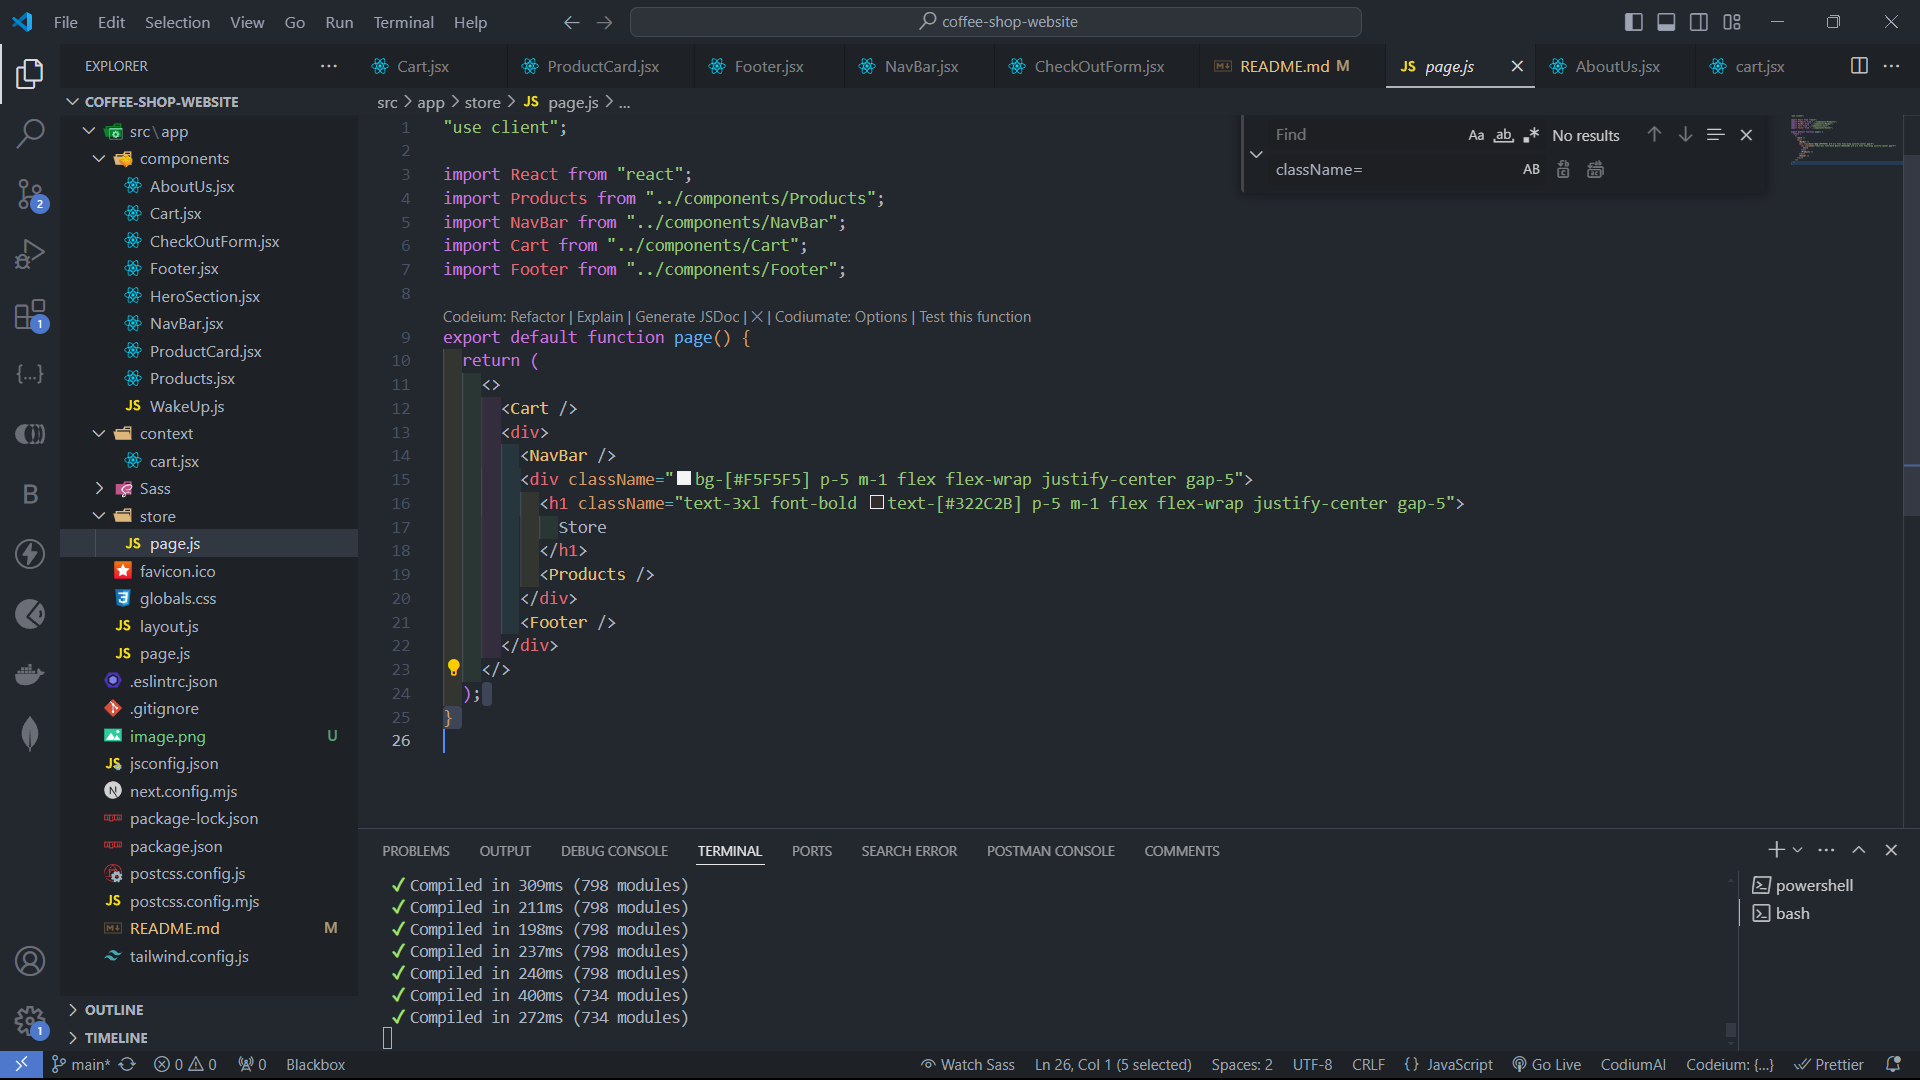 File Edit Selection View Go Run Terminal Help
coffee-shop-website
EXPLORER
Cart.jsx
ProductCard.jsx
Footer.jsx
NavBar.jsx
CheckOutForm.jsx
README.md M
JS page.js
AboutUs.jsx
cart.jsx
COFFEE-SHOP-WEBSITE
src\app
components
AboutUs.jsx
Cart.jsx
CheckOutForm.jsx
Footer.jsx
HeroSection.jsx
NavBar.jsx
ProductCard.jsx
Products.jsx
JS WakeUp.js
context
cart.jsx
Sass
store
JS page.js
favicon.ico
globals.css
JS layout.js
JS page.js
.eslintrc.json
.gitignore
image.png U
jsconfig.json
next.config.mjs
package-lock.json
package.json
postcss.config.js
JS postcss.config.mjs
README.md M
tailwind.config.js
OUTLINE
TIMELINE
2
1
B
1
src > app > store > JS page.js > ...
Find Aa ab No results
className= AB
1 "use client";
2
3 import React from "react";
4 import Products from "../components/Products";
5 import NavBar from "../components/NavBar";
6 import Cart from "../components/Cart";
7 import Footer from "../components/Footer";
8
Codeium: Refactor | Explain | Generate JSDoc | X | Codiumate: Options | Test this function
9 export default function page() {
10 return (
11 <>
12 <Cart />
13 <div>
14 <NavBar />
15 <div className="bg-[#F5F5F5] p-5 m-1 flex flex-wrap justify-center gap-5">
16 <h1 className="text-3xl font-bold text-[#322C2B] p-5 m-1 flex flex-wrap justify-center gap-5">
17 Store
18 </h1>
19 <Products />
20 </div>
21 <Footer />
22 </div>
23 </>
24 );
25 }
26
PROBLEMS OUTPUT DEBUG CONSOLE TERMINAL PORTS SEARCH ERROR POSTMAN CONSOLE COMMENTS
✓ Compiled in 309ms (798 modules)
✓ Compiled in 211ms (798 modules)
✓ Compiled in 198ms (798 modules)
✓ Compiled in 237ms (798 modules)
✓ Compiled in 240ms (798 modules)
✓ Compiled in 400ms (734 modules)
✓ Compiled in 272ms (734 modules)
powershell
bash
main* 0 0 0 Blackbox Watch Sass Ln 26, Col 1 (5 selected) Spaces: 2 UTF-8 CRLF {} JavaScript Go Live CodiumAI Codeium: {...} Prettier